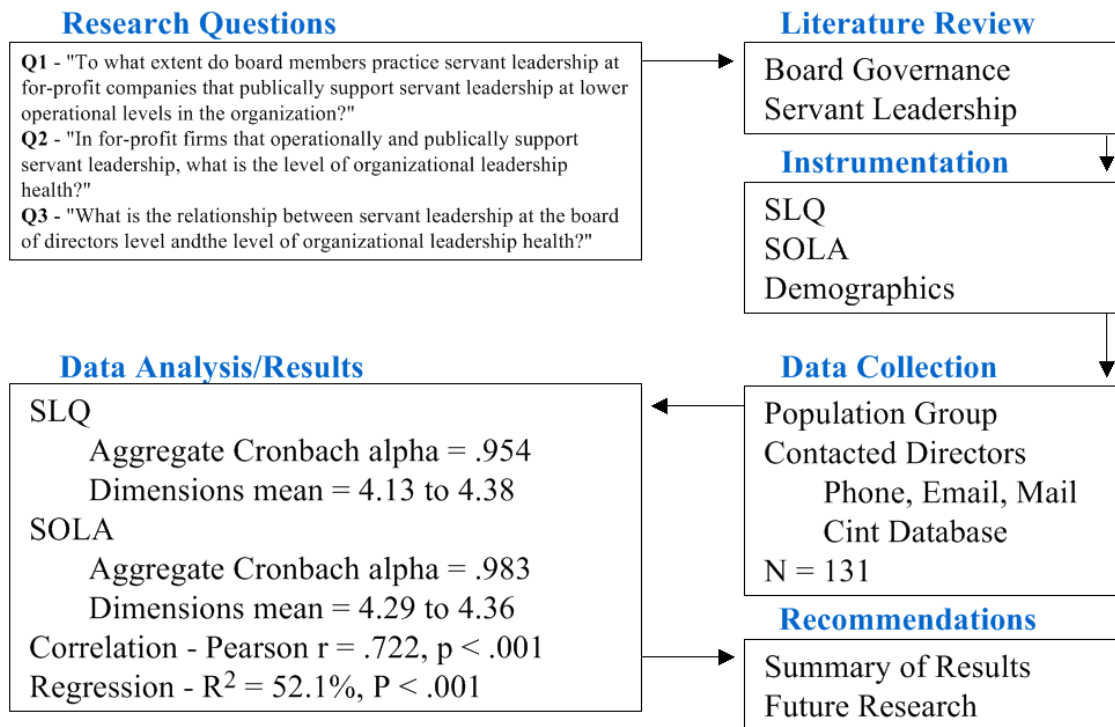 Research Questions
Q1 - "To what extent do board members practice servant leadership at
for-profit companies that publically support servant leadership at lower
operational levels in the organization?"
Q2 - "In for-profit firms that operationally and publically support
servant leadership, what is the level of organizational leadership
health?"
Q3 - "What is the relationship between servant leadership at the board
of directors level andthe level of organizational leadership health?"
Literature Review
Board Governance
Servant Leadership
Instrumentation
SLQ
SOLA
Demographics
Data Collection
Population Group
Contacted Directors
Phone, Email, Mail
Cint Database
N = 131
Data Analysis/Results
SLQ
Aggregate Cronbach alpha = .954
Dimensions mean = 4.13 to 4.38
SOLA
Aggregate Cronbach alpha = .983
Dimensions mean = 4.29 to 4.36
Correlation - Pearson r = .722, p < .001
Regression - R² = 52.1%, P < .001
Recommendations
Summary of Results
Future Research